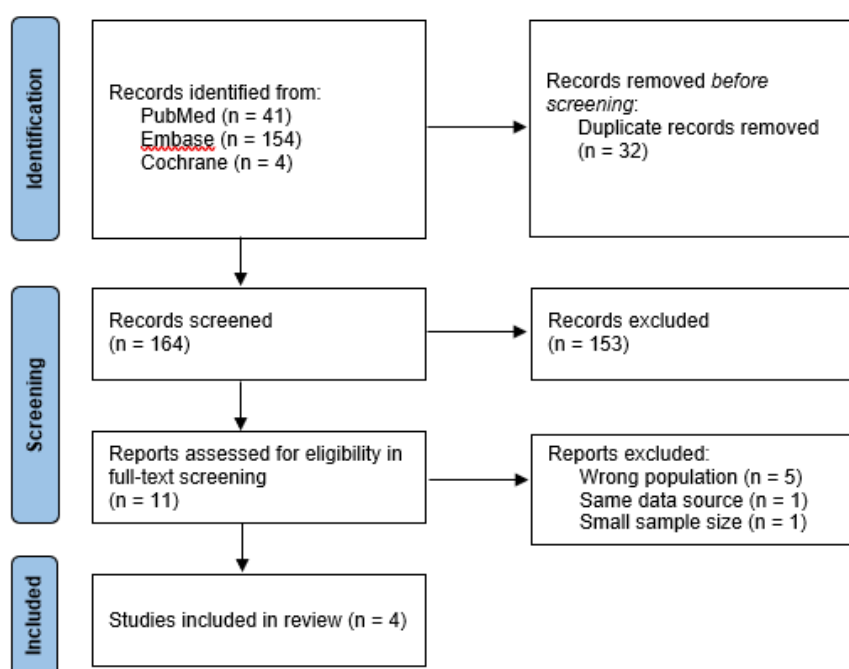 Identification
Records identified from:
PubMed (n = 41)
Embase (n = 154)
Cochrane (n = 4)
Records removed before
screening:
Duplicate records removed
(n = 32)
Screening
Records screened
(n = 164)
Records excluded
(n = 153)
Reports assessed for eligibility in
full-text screening
(n = 11)
Reports excluded:
Wrong population (n = 5)
Same data source (n = 1)
Small sample size (n = 1)
Included
Studies included in review (n = 4)